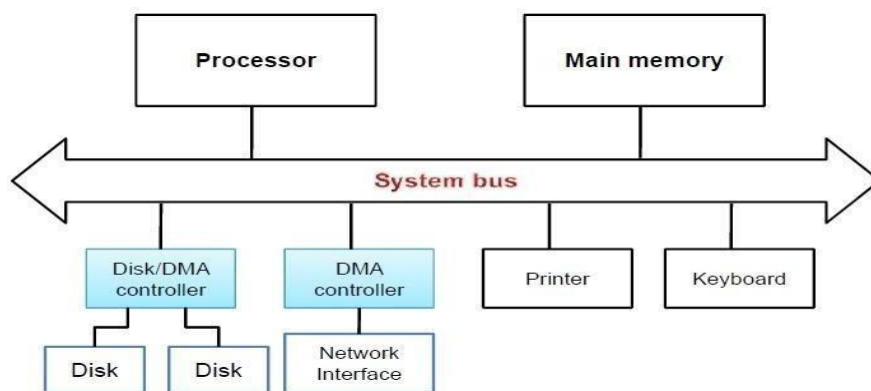 Processor
Main memory
System bus
Disk/DMA
controller
DMA
controller
Printer
Keyboard
Disk
Disk
Network
Interface